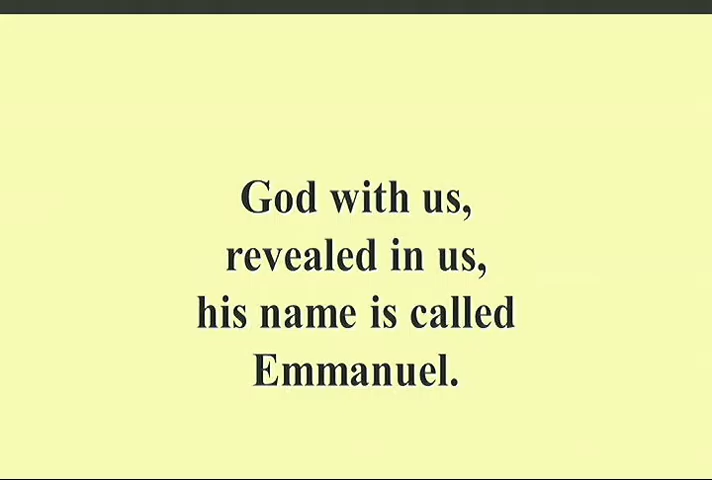 God with us,
revealed in us,
his name is called
Emmanuel.